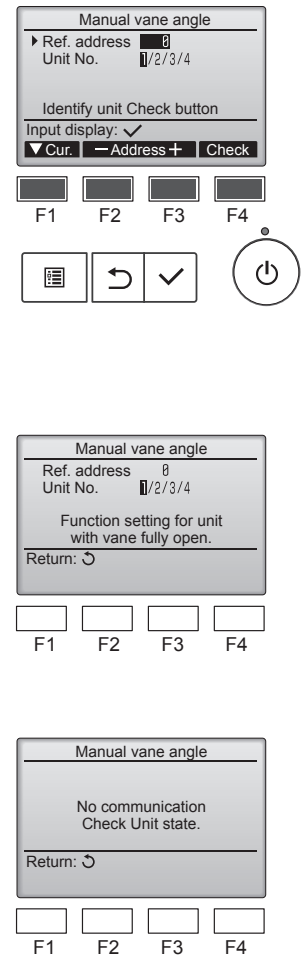 Manual vane angle
Ref. address 0
Unit No. 1/2/3/4
Identify unit Check button
Input display: ✓
▼ Cur. − Address + Check
F1 F2 F3 F4
Manual vane angle
Ref. address 0
Unit No. 1/2/3/4
Function setting for unit
with vane fully open.
Return:
F1 F2 F3 F4
Manual vane angle
No communication
Check Unit state.
Return:
F1 F2 F3 F4